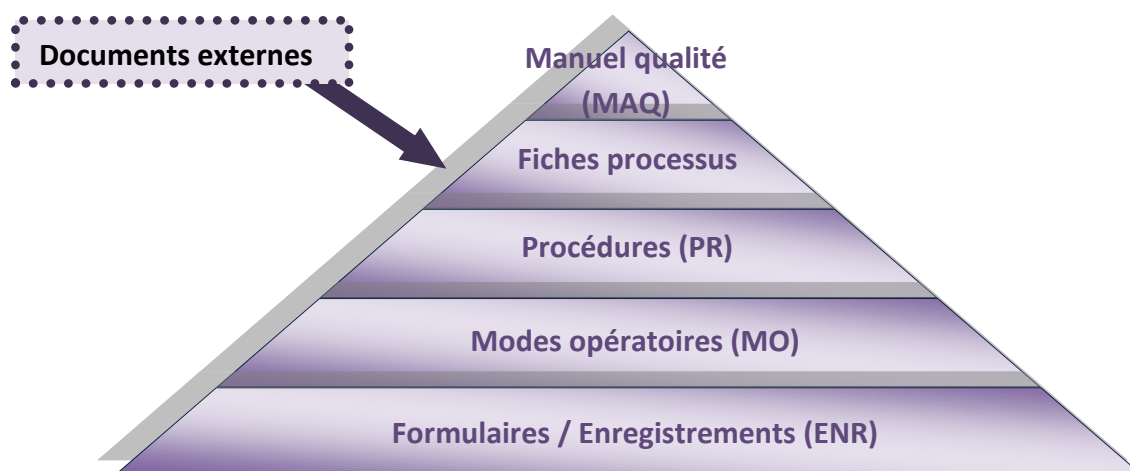 Documents externes
Manuel qualité
(MAQ)
Fiches processus
Procédures (PR)
Modes opératoires (MO)
Formulaires / Enregistrements (ENR)